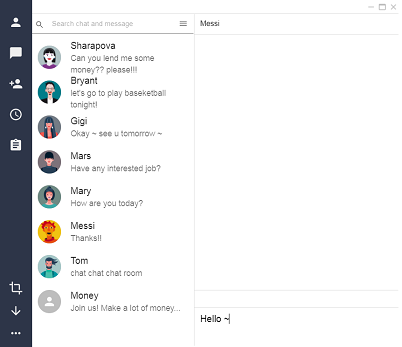 Search chat and message
Messi
Sharapova
Can you lend me some
money?? please!!!
Bryant
let's go to play baseketball
tonight!
Gigi
Okay ~ see u tomorrow ~
Mars
Have any interested job?
Mary
How are you today?
Messi
Thanks!!
Tom
chat chat chat room
Money
Join us! Make a lot of money...
Hello ~